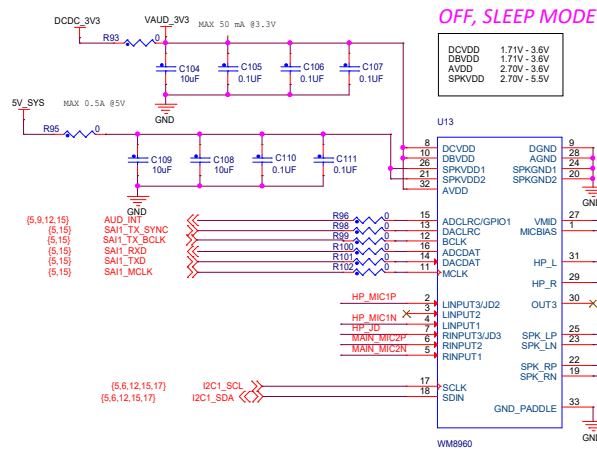 OFF, SLEEP MODE
DCDC_3V3
VAUD_3V3
MAX 50 mA @3.3V
R93
0
C104
10uF
C105
0.1UF
C106
0.1UF
C107
0.1UF
GND
DCVDD 1.71V - 3.6V
DBVDD 1.71V - 3.6V
AVDD 2.70V - 3.6V
SPKVDD 2.70V - 5.5V
5V_SYS
MAX 0.5A @5V
R95
0
C109
10uF
C108
10uF
C110
0.1UF
C111
0.1UF
GND
U13
8 DCVDD DGND 9
10 DBVDD AGND 28
26 SPKVDD1 SPKGND1 24
21 SPKVDD2 SPKGND2 20
32 AVDD
GND
{5,9,12,15} AUD_INT R96 0 15 ADCLRC/GPIO1 VMID 27
{5,15} SAI1_TX_SYNC R98 0 13 DACLRC MICBIAS 1
{5,15} SAI1_TX_BCLK R99 0 12 BCLK
{5,15} SAI1_RXD R100 0 16 ADCDAT
{5,15} SAI1_TXD R101 0 14 DACDAT HP_L 31
{5,15} SAI1_MCLK R102 0 11 MCLK
HP_R 29
HP_MIC1P 2 LINPUT3/JD2 OUT3 30
3 LINPUT2
HP_MIC1N 4 LINPUT1
HP_JD 7 RINPUT3/JD3 SPK_LP 25
MAIN_MIC2P 6 RINPUT2 SPK_LN 23
MAIN_MIC2N 5 RINPUT1
SPK_RP 22
SPK_RN 19
{5,6,12,15,17} I2C1_SCL 17 SCLK
{5,6,12,15,17} I2C1_SDA 18 SDIN
GND_PADDLE 33
GND
WM8960